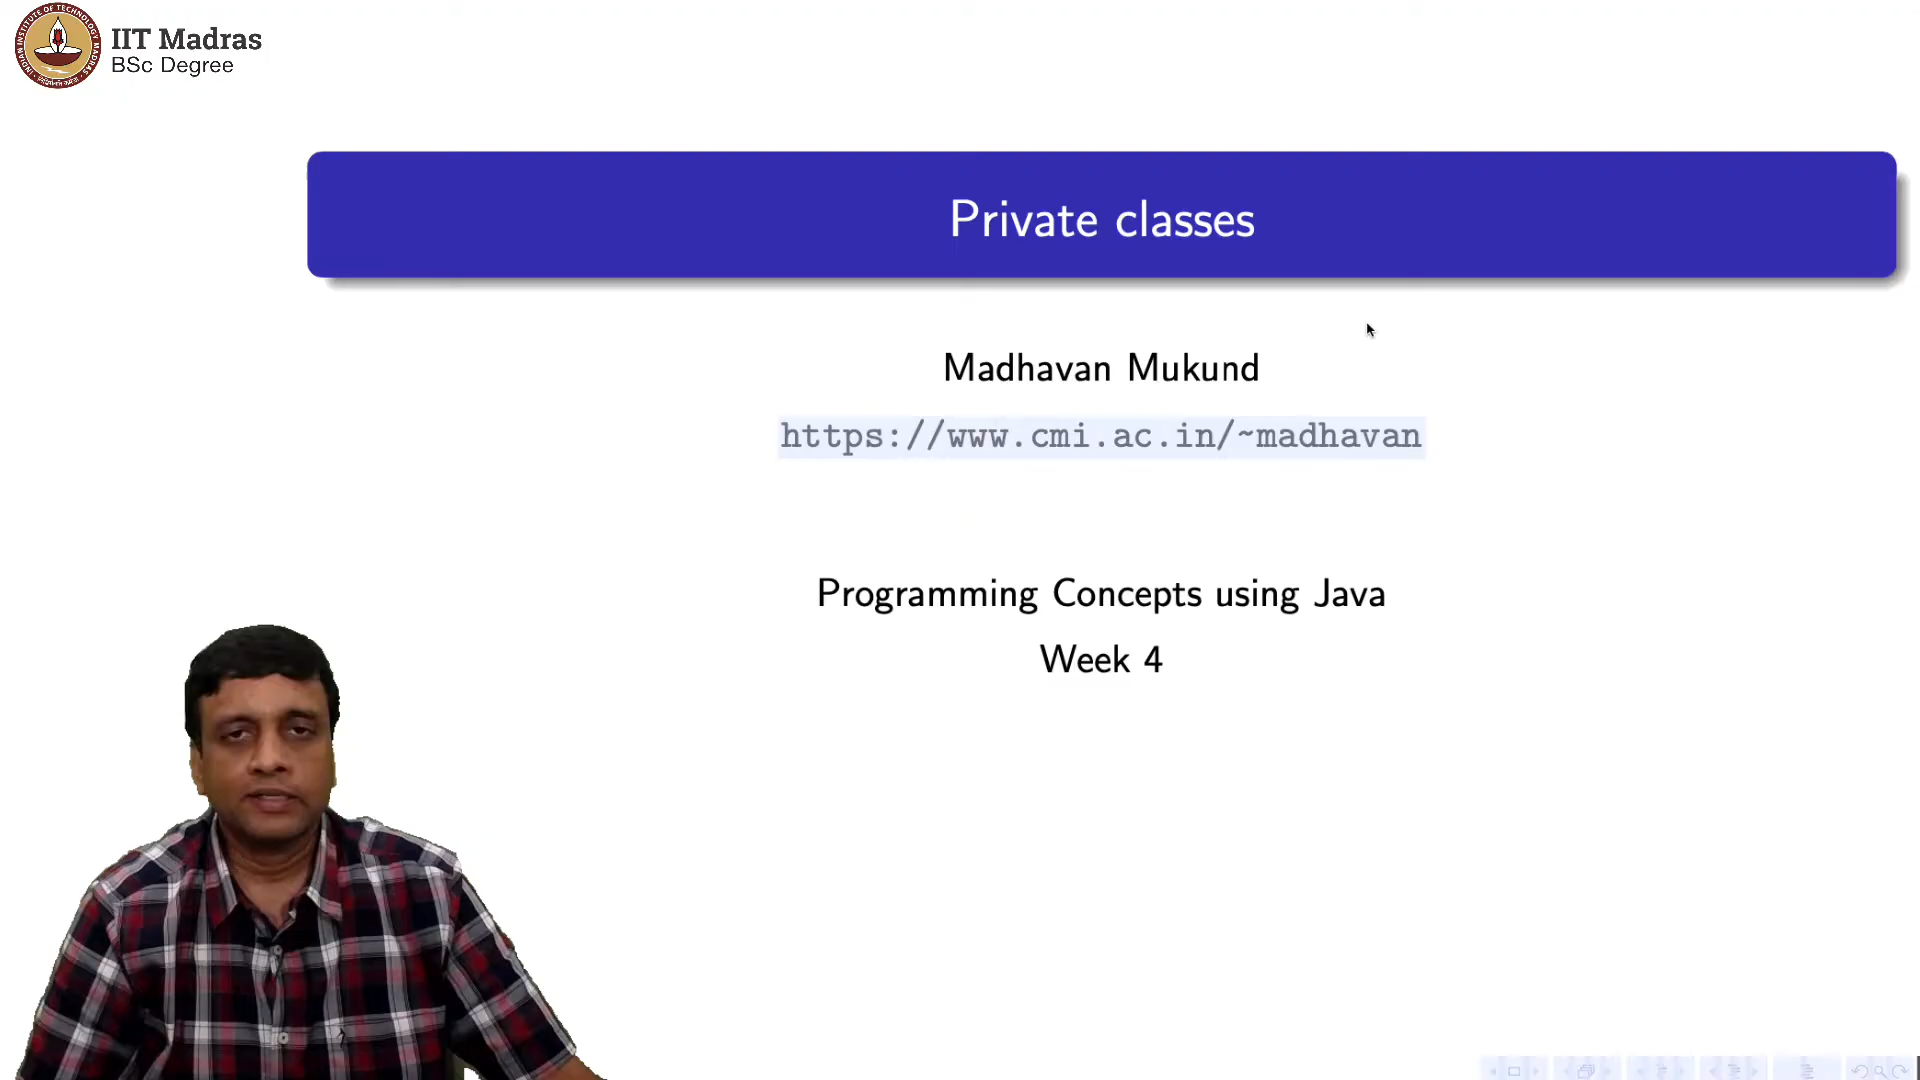 IIT Madras
BSc Degree
Private classes
Madhavan Mukund
https://www.cmi.ac.in/~madhavan
Programming Concepts using Java
Week 4